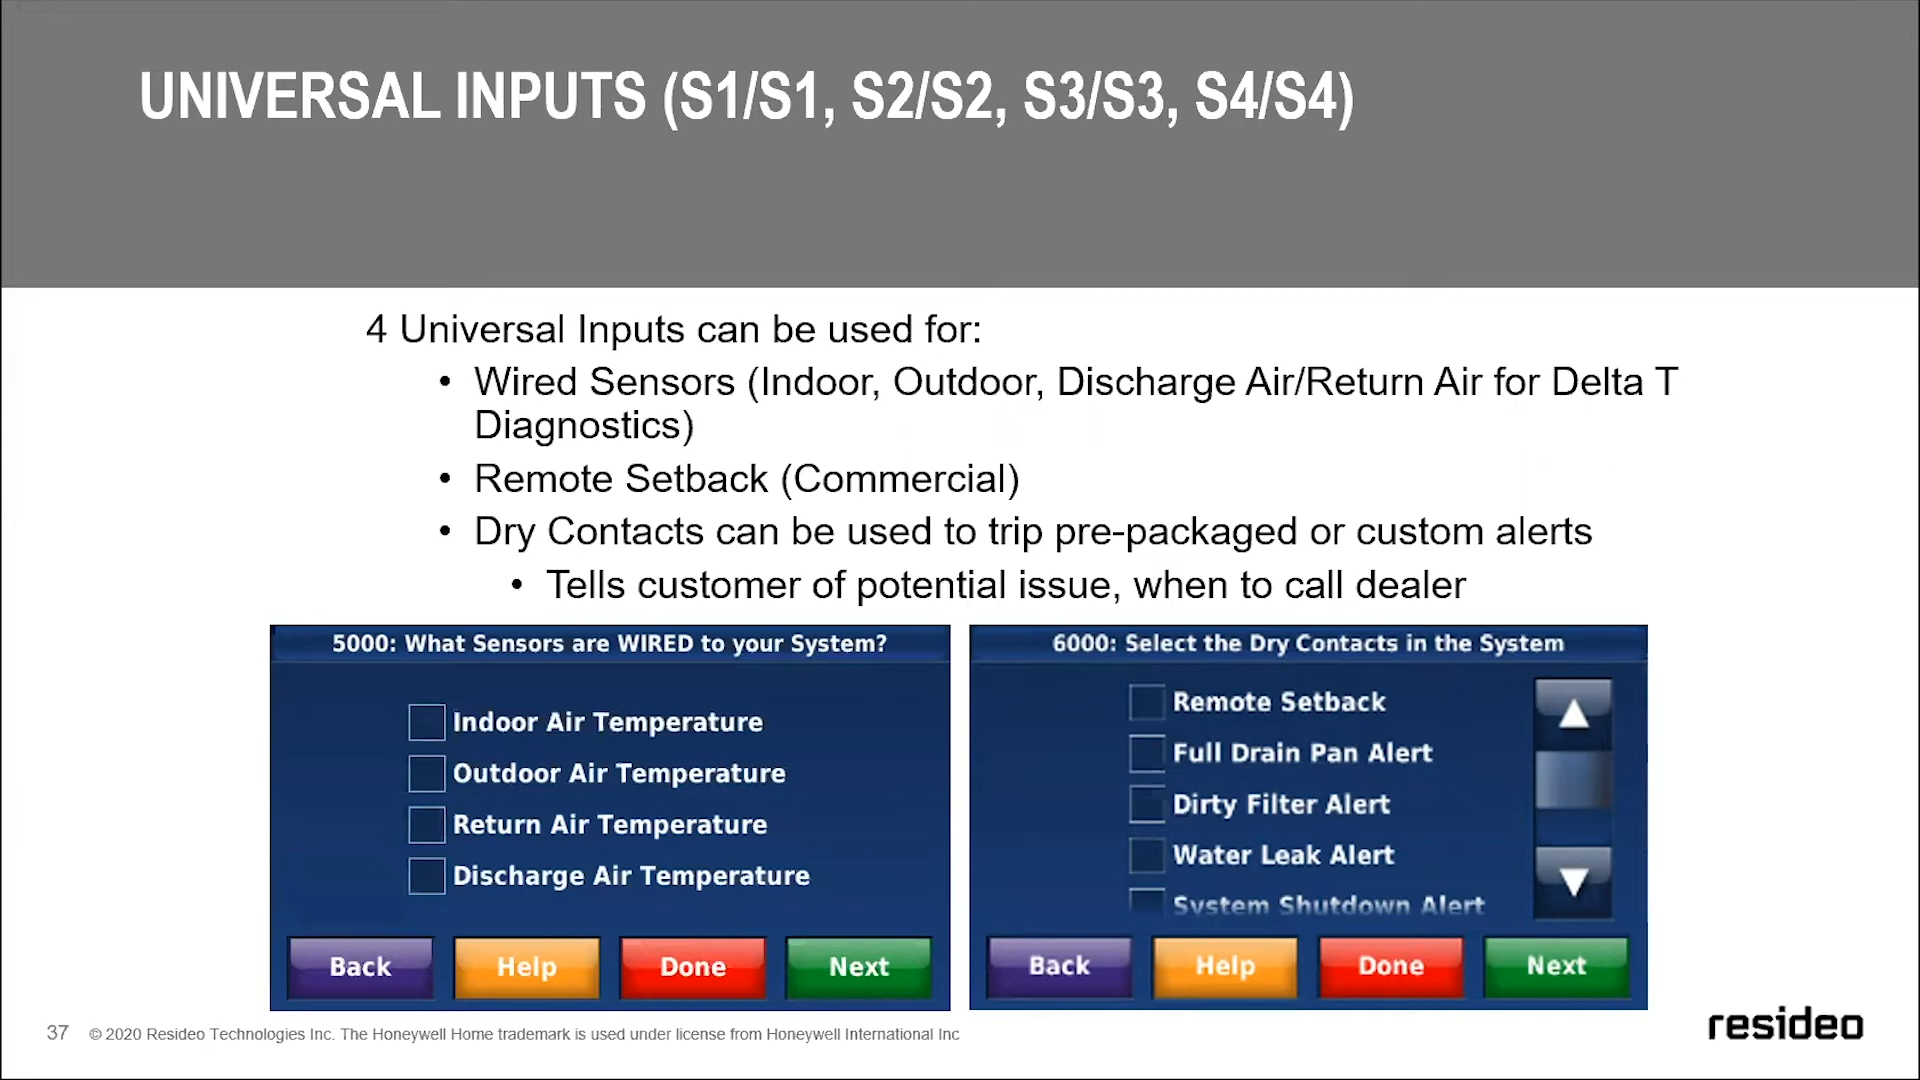 UNIVERSAL INPUTS (S1/S1, S2/S2, S3/S3, S4/S4)
4 Universal Inputs can be used for:
• Wired Sensors (Indoor, Outdoor, Discharge Air/Return Air for Delta T
Diagnostics)
• Remote Setback (Commercial)
• Dry Contacts can be used to trip pre-packaged or custom alerts
• Tells customer of potential issue, when to call dealer
5000: What Sensors are WIRED to your System?
Indoor Air Temperature
Outdoor Air Temperature
Return Air Temperature
Discharge Air Temperature
Back Help Done Next
6000: Select the Dry Contacts in the System
Remote Setback
Full Drain Pan Alert
Dirty Filter Alert
Water Leak Alert
System Shutdown Alert
Back Help Done Next
37 © 2020 Resideo Technologies Inc. The Honeywell Home trademark is used under license from Honeywell International Inc
resideo